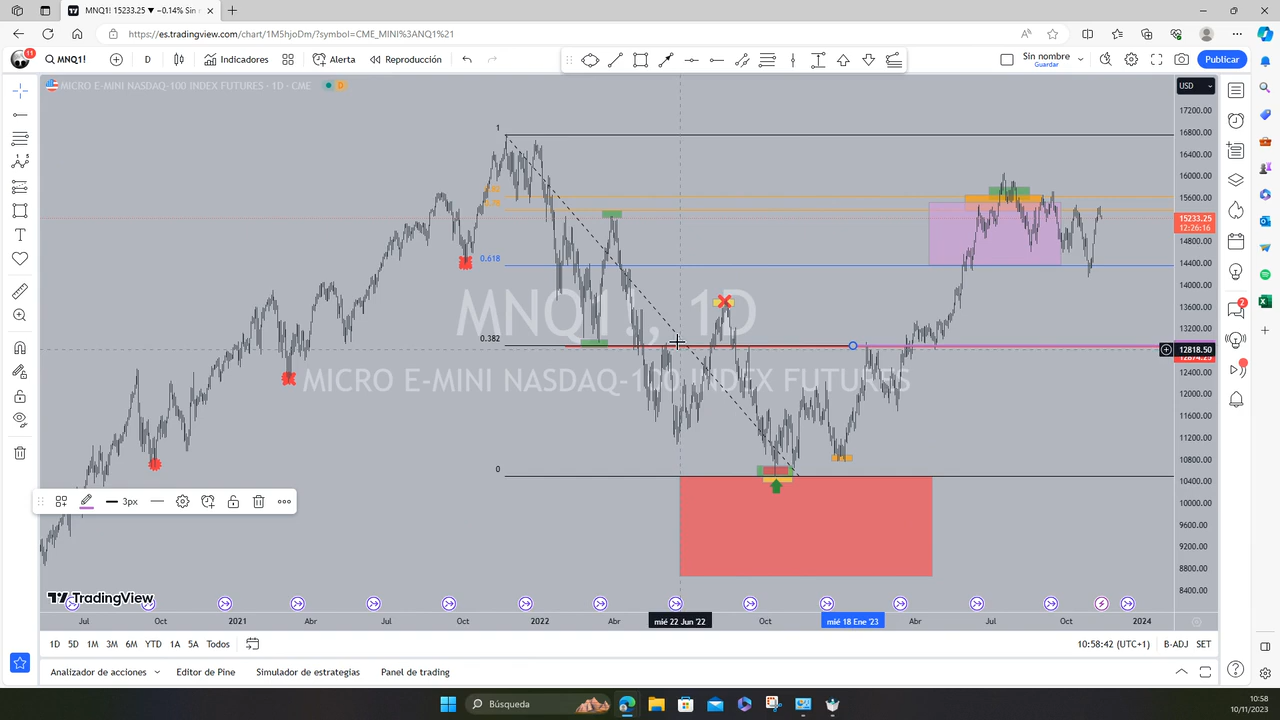 MNQ1! 15233.25 ▼ −0.14% Sin
https://es.tradingview.com/chart/1M5hjoDm/?symbol=CME_MINI%3ANQ1%21
11
MNQ1!
D
Indicadores
Alerta
Reproducción
Sin nombre
Guardar
Publicar
MICRO E-MINI NASDAQ-100 INDEX FUTURES · 1D · CME
D
USD
17200.00
16800.00
16400.00
16000.00
15600.00
15233.25
12:26:16
14800.00
14400.00
14000.00
13600.00
13200.00
12818.50
12874.25
12400.00
12000.00
11600.00
11200.00
10800.00
10400.00
10000.00
9600.00
9200.00
8800.00
8400.00
1
0.618
0.382
0
MNQ1!, 1D
MICRO E-MINI NASDAQ-100 INDEX FUTURES
3px
TradingView
Jul
Oct
2021
Abr
Jul
Oct
2022
Abr
mié 22 Jun '22
Oct
mié 18 Ene '23
Abr
Jul
Oct
2024
1D 5D 1M 3M 6M YTD 1A 5A Todos
10:58:42 (UTC+1)
B-ADJ
SET
Analizador de acciones
Editor de Pine
Simulador de estrategias
Panel de trading
2
Búsqueda
10:58
10/11/2023